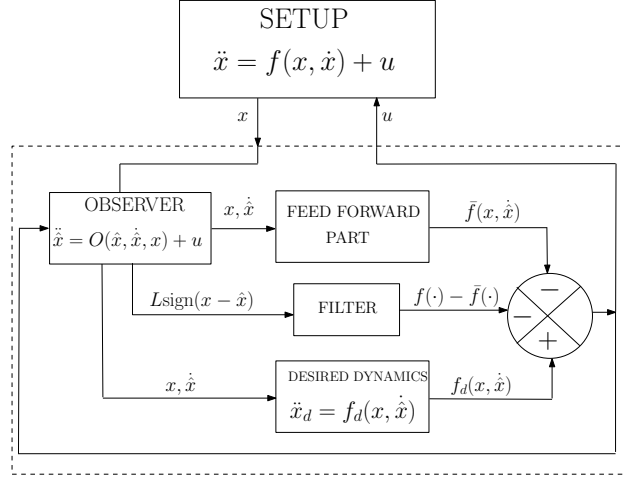 SETUP
ẍ = f(x, ẋ) + u
x
u
OBSERVER
x̂̈ = O(x̂, x̂̇, x) + u
x, x̂̇
FEED FORWARD
PART
f̄(x, x̂̇)
Lsign(x − x̂)
FILTER
f(·) − f̄(·)
−
−
+
x, x̂̇
DESIRED DYNAMICS
ẍ_d = f_d(x, x̂̇)
f_d(x, x̂̇)